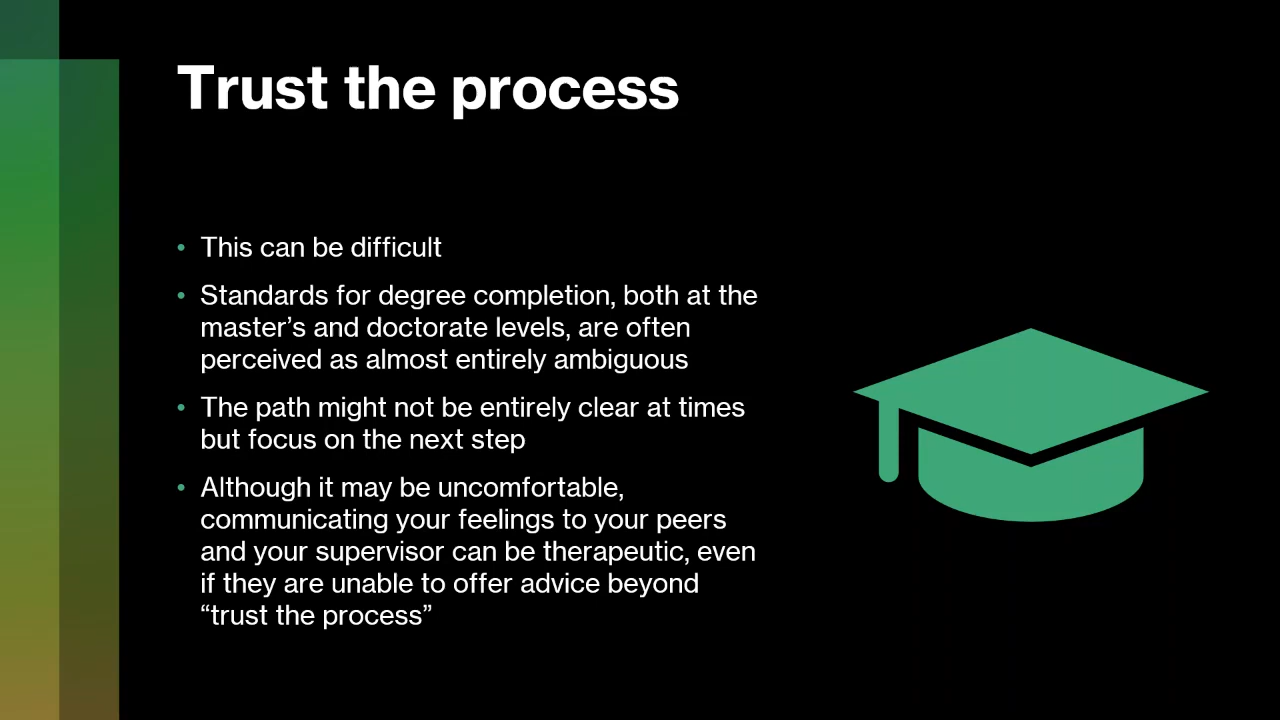 Trust the process
• This can be difficult
• Standards for degree completion, both at the
master’s and doctorate levels, are often
perceived as almost entirely ambiguous
• The path might not be entirely clear at times
but focus on the next step
• Although it may be uncomfortable,
communicating your feelings to your peers
and your supervisor can be therapeutic, even
if they are unable to offer advice beyond
“trust the process”